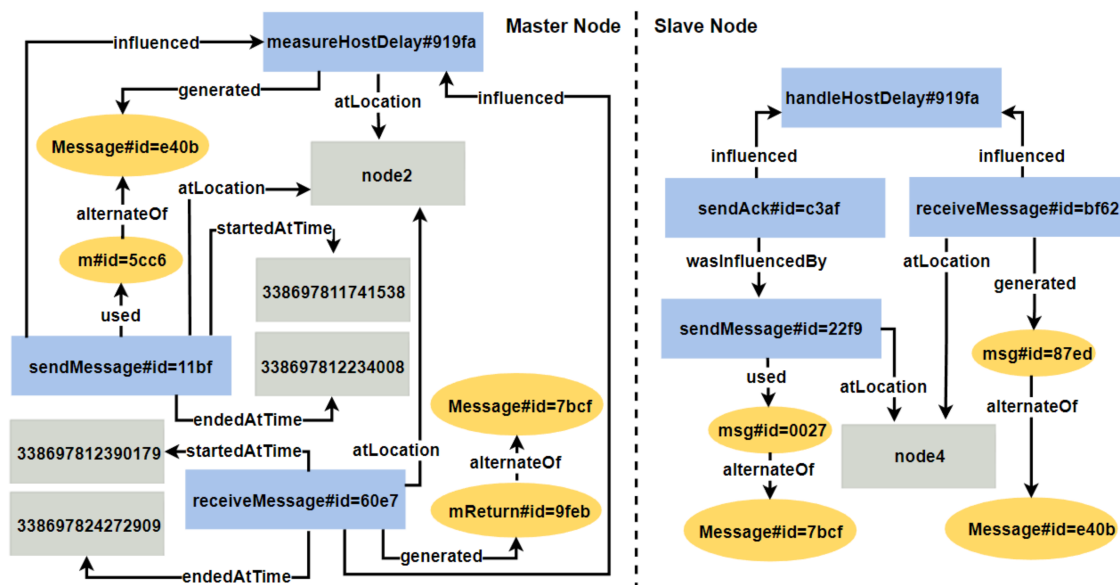 Master Node
Slave Node
influenced
measureHostDelay#919fa
generated
atLocation
influenced
Message#id=e40b
atLocation
node2
alternateOf
startedAtTime
m#id=5cc6
used
338697811741538
sendMessage#id=11bf
338697812234008
endedAtTime
Message#id=7bcf
338697812390179
startedAtTime
atLocation
alternateOf
receiveMessage#id=60e7
mReturn#id=9feb
338697824272909
generated
endedAtTime
handleHostDelay#919fa
influenced
influenced
sendAck#id=c3af
receiveMessage#id=bf62
wasInfluencedBy
atLocation
generated
sendMessage#id=22f9
msg#id=87ed
used
atLocation
alternateOf
msg#id=0027
node4
alternateOf
Message#id=7bcf
Message#id=e40b